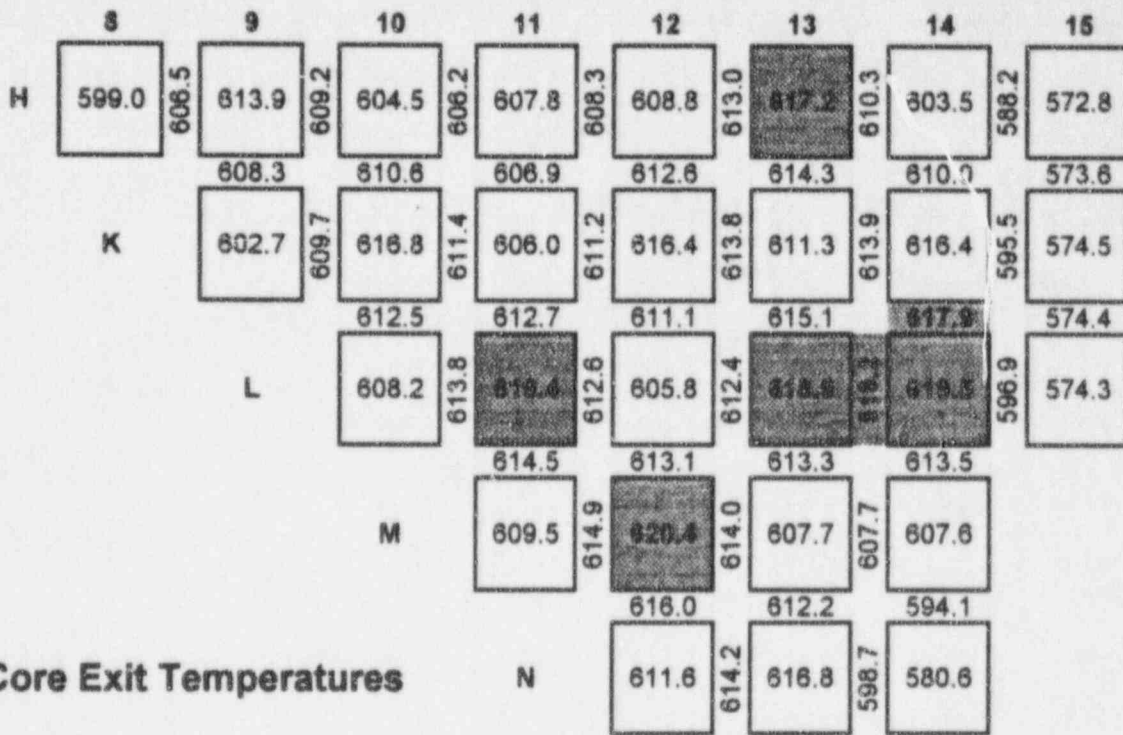 8 9 10 11 12 13 14 15
H 599.0 606.5 613.9 609.2 604.5 606.2 607.8 608.3 608.8 613.0 617.2 610.3 603.5 588.2 572.8
608.3 610.6 606.9 612.6 614.3 610.0 573.6
K 602.7 609.7 616.8 611.4 606.0 611.2 616.4 613.8 611.3 613.9 616.4 595.5 574.5
612.5 612.7 611.1 615.1 617.9 574.4
L 608.2 613.8 612.6 605.8 612.4 596.9 574.3
614.5 613.1 613.3 613.5
M 609.5 614.9 620.4 614.0 607.7 607.7 607.6
616.0 612.2 594.1
Core Exit Temperatures N 611.6 614.2 616.8 598.7 580.6